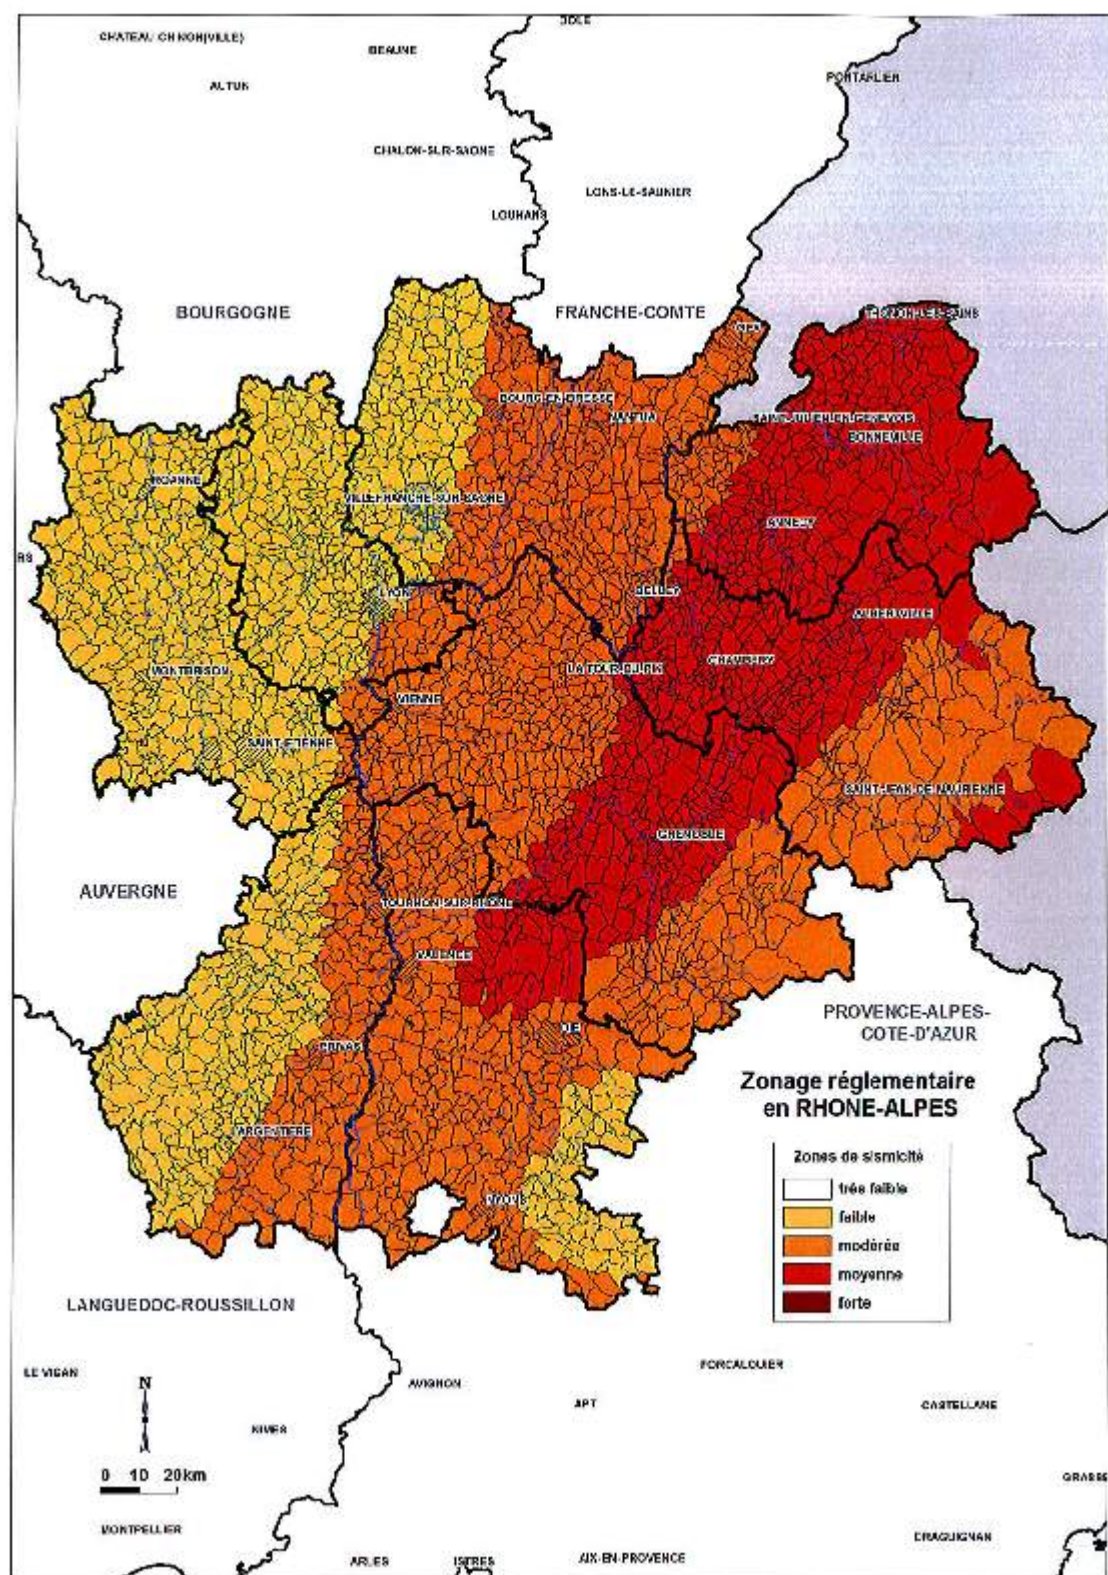 DOLE
CHATEAU-CHINON(VILLE)
BEAUNE
PONTARLIER
AUTUN
CHALON-SUR-SAONE
LONS-LE-SAUNIER
LOUHANS
BOURGOGNE
FRANCHE-COMTE
THONON-LES-BAINS
GEX
BOURG-EN-BRESSE
NANTUA
SAINT-JULIEN-EN-GENEVOIS
BONNEVILLE
ROANNE
VILLEFRANCHE-SUR-SAONE
ANNECY
RS
LYON
BELLEY
ALBERTVILLE
MONTBRISON
LA TOUR-DU-PIN
CHAMBERY
VIENNE
SAINT-ETIENNE
SAINT-JEAN-DE-MAURIENNE
GRENOBLE
AUVERGNE
TOURNON-SUR-RHONE
VALENCE
PROVENCE-ALPES-
COTE-D'AZUR
DIE
PRIVAS
Zonage réglementaire
en RHONE-ALPES
LARGENTIERE
Zones de sismicité
très faible
NYONS
faible
modérée
moyenne
forte
LANGUEDOC-ROUSSILLON
LE VIGAN
FORCALQUIER
N
AVIGNON
APT
CASTELLANE
NIMES
0 10 20km
GRASSE
MONTPELLIER
DRAGUIGNAN
ARLES
ISTRES
AIX-EN-PROVENCE